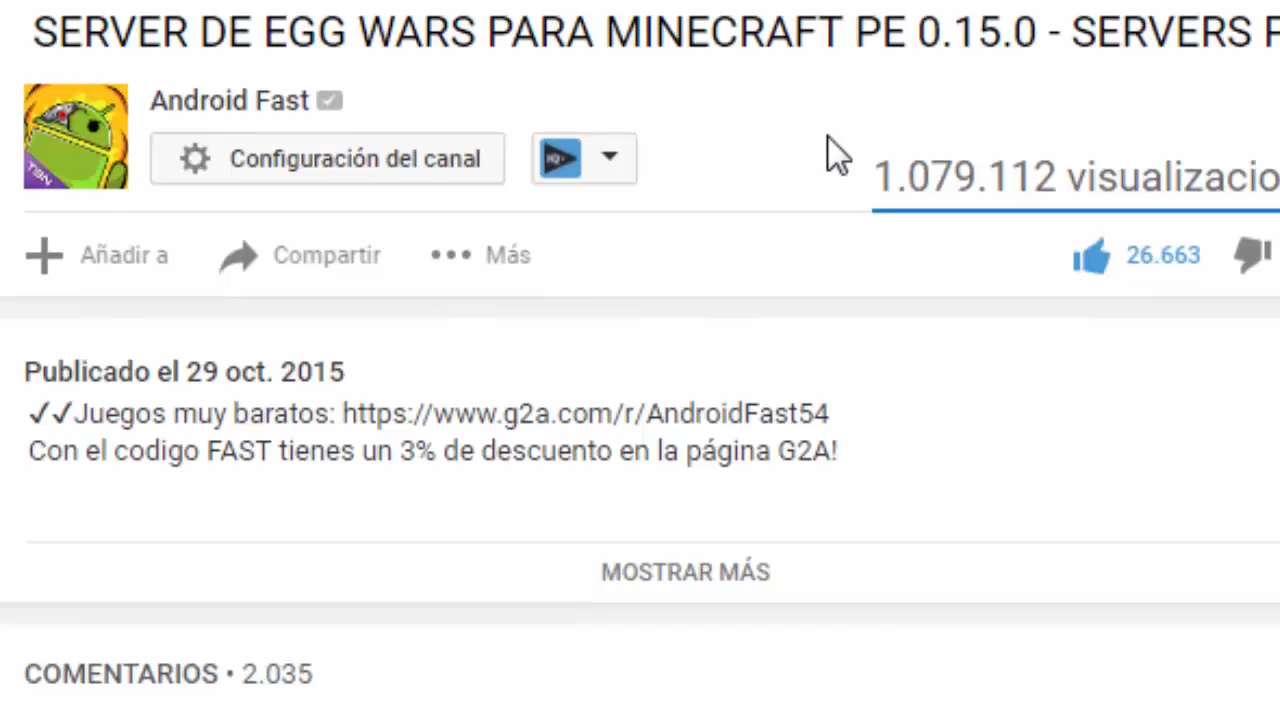 SERVER DE EGG WARS PARA MINECRAFT PE 0.15.0 - SERVERS
Android Fast
Configuración del canal
1.079.112 visualizacio
Añadir a
Compartir
Más
26.663
Publicado el 29 oct. 2015
✓✓Juegos muy baratos: https://www.g2a.com/r/AndroidFast54
Con el codigo FAST tienes un 3% de descuento en la página G2A!
MOSTRAR MÁS
COMENTARIOS • 2.035